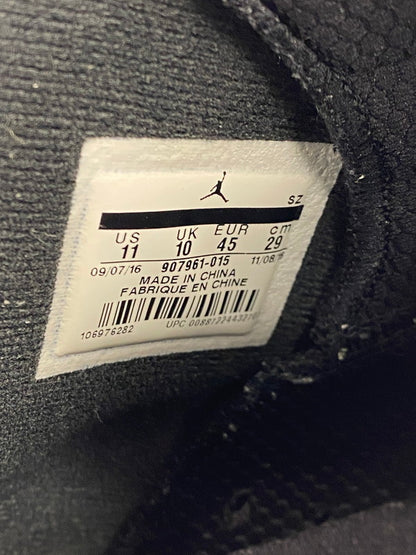 SZ
US UK EUR cm
11 10 45 29
09/07/16 907961-015 11/08/
MADE IN CHINA
FABRIQUE EN CHINE
106976282
UPC